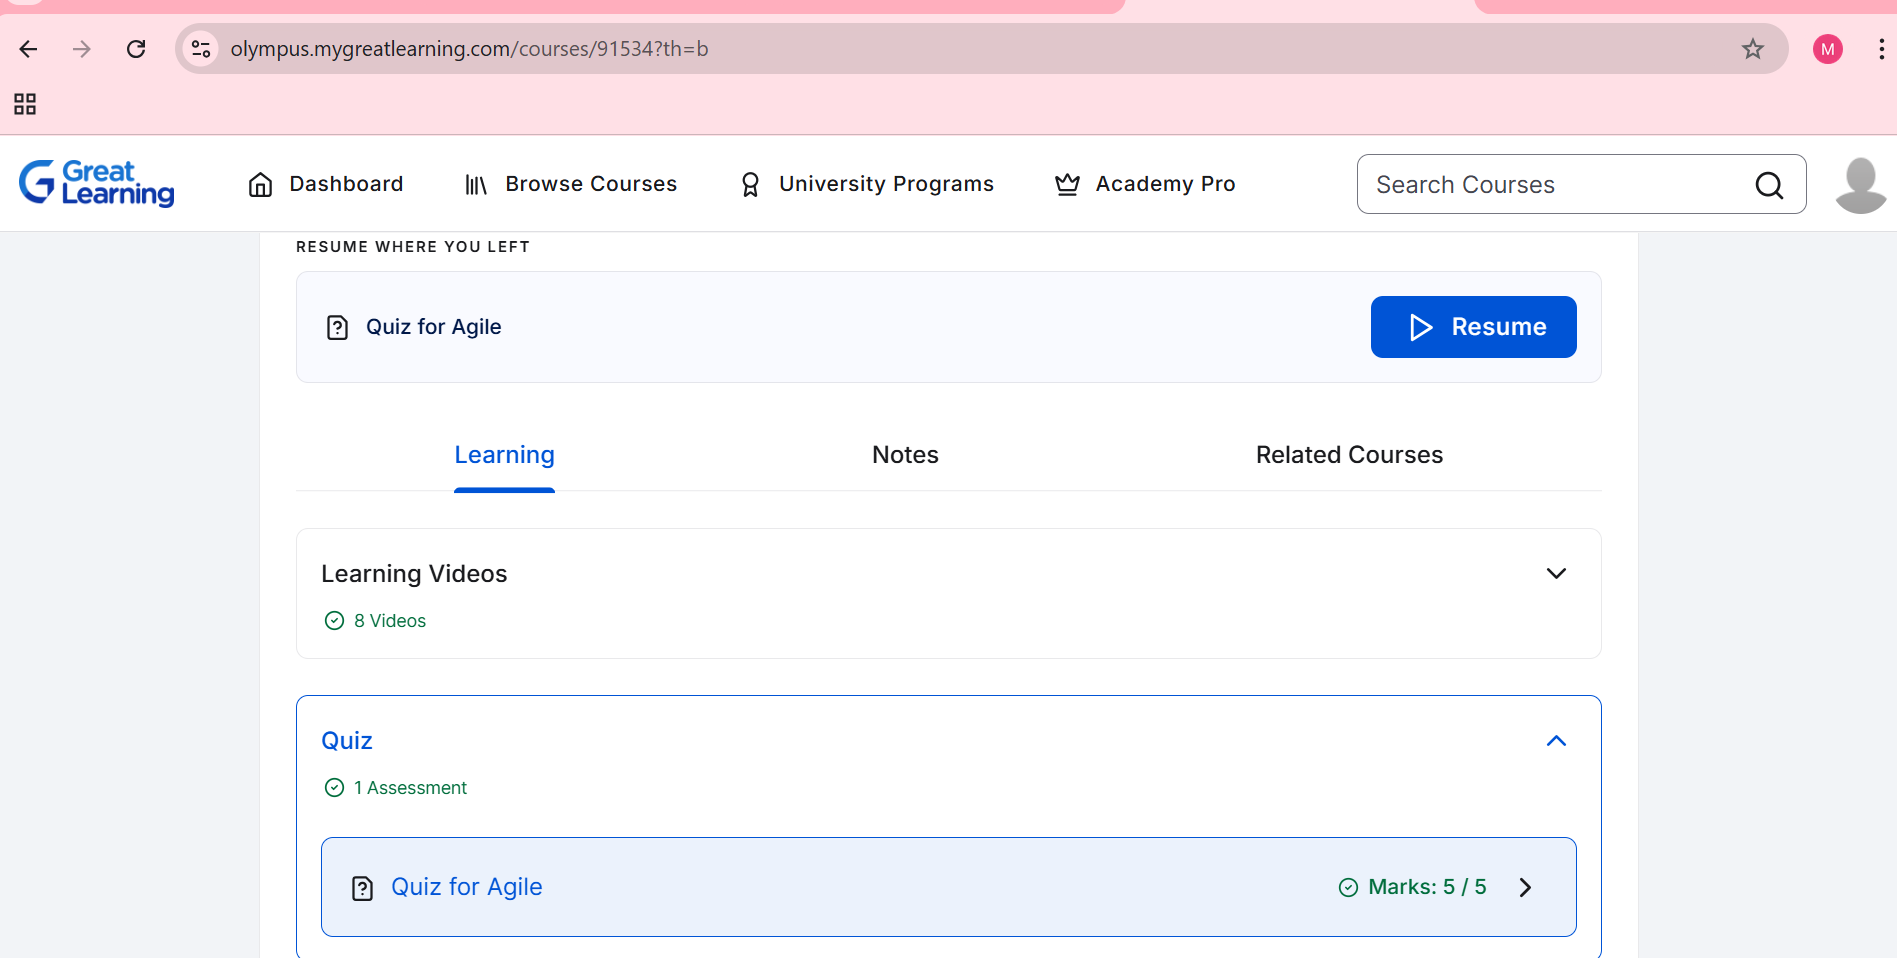 olympus.mygreatlearning.com/courses/91534?th=b
M
Great Learning
Dashboard
Browse Courses
University Programs
Academy Pro
Search Courses
RESUME WHERE YOU LEFT
Quiz for Agile
Resume
Learning
Notes
Related Courses
Learning Videos
8 Videos
Quiz
1 Assessment
Quiz for Agile
Marks: 5 / 5